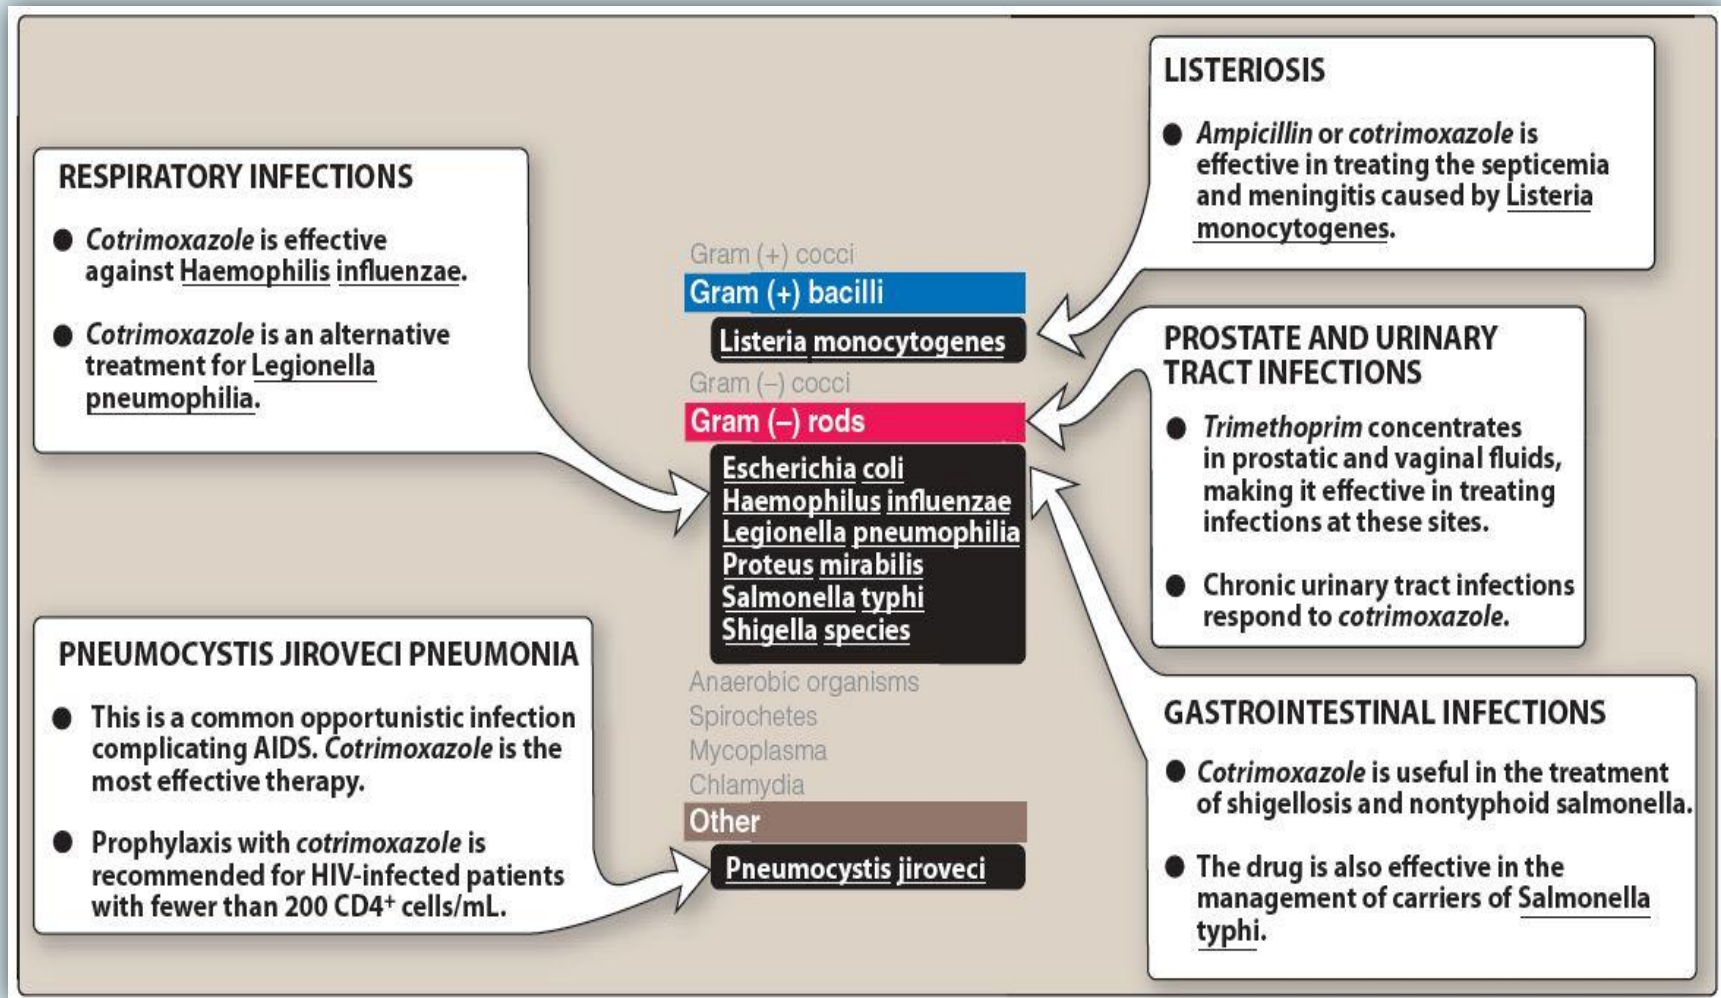 RESPIRATORY INFECTIONS
● Cotrimoxazole is effective
against Haemophilis influenzae.
● Cotrimoxazole is an alternative
treatment for Legionella
pneumophilia.
PNEUMOCYSTIS JIROVECI PNEUMONIA
● This is a common opportunistic infection
complicating AIDS. Cotrimoxazole is the
most effective therapy.
● Prophylaxis with cotrimoxazole is
recommended for HIV-infected patients
with fewer than 200 CD4⁺ cells/mL.
Gram (+) cocci
Gram (+) bacilli
Listeria monocytogenes
Gram (–) cocci
Gram (–) rods
Escherichia coli
Haemophilus influenzae
Legionella pneumophilia
Proteus mirabilis
Salmonella typhi
Shigella species
Anaerobic organisms
Spirochetes
Mycoplasma
Chlamydia
Other
Pneumocystis jiroveci
LISTERIOSIS
● Ampicillin or cotrimoxazole is
effective in treating the septicemia
and meningitis caused by Listeria
monocytogenes.
PROSTATE AND URINARY
TRACT INFECTIONS
● Trimethoprim concentrates
in prostatic and vaginal fluids,
making it effective in treating
infections at these sites.
● Chronic urinary tract infections
respond to cotrimoxazole.
GASTROINTESTINAL INFECTIONS
● Cotrimoxazole is useful in the treatment
of shigellosis and nontyphoid salmonella.
● The drug is also effective in the
management of carriers of Salmonella
typhi.